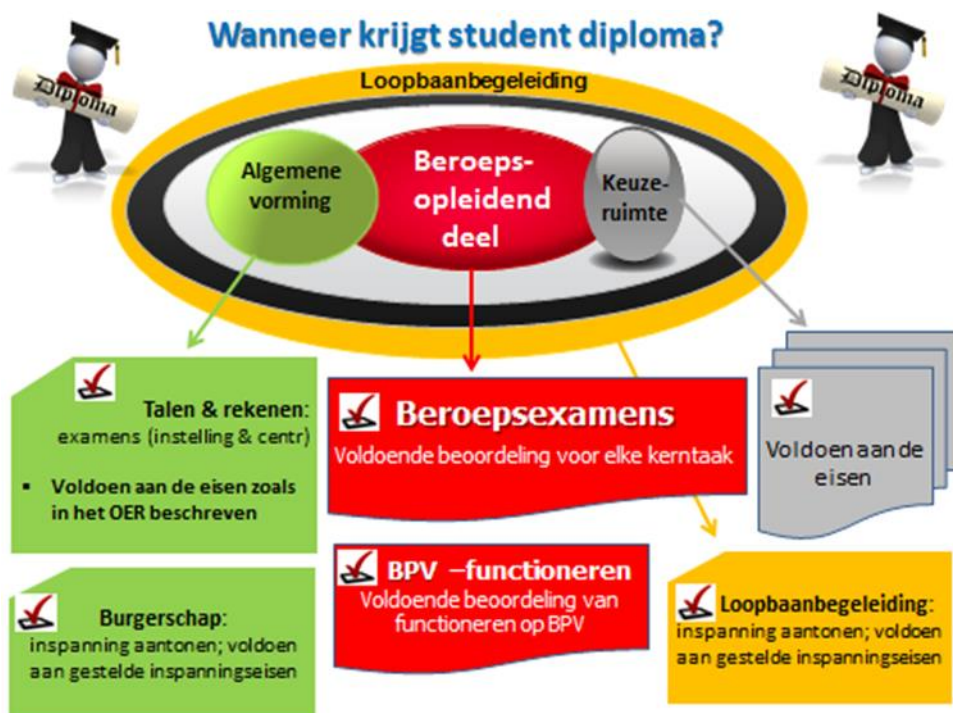 Wanneer krijgt student diploma?
Diploma
Diploma
Loopbaanbegeleiding
Algemene
vorming
Beroeps-
opleidend
deel
Keuze-
ruimte
Talen & rekenen:
examens (instelling & centr)
▪ Voldoen aan de eisen zoals
in het OER beschreven
Beroepsexamens
Voldoende beoordeling voor elke kerntaak
Voldoen aan de
eisen
Burgerschap:
inspanning aantonen; voldoen
aan gestelde inspanningseisen
BPV –functioneren
Voldoende beoordeling van
functioneren op BPV
Loopbaanbegeleiding:
inspanning aantonen; voldoen
aan gestelde inspanningseisen